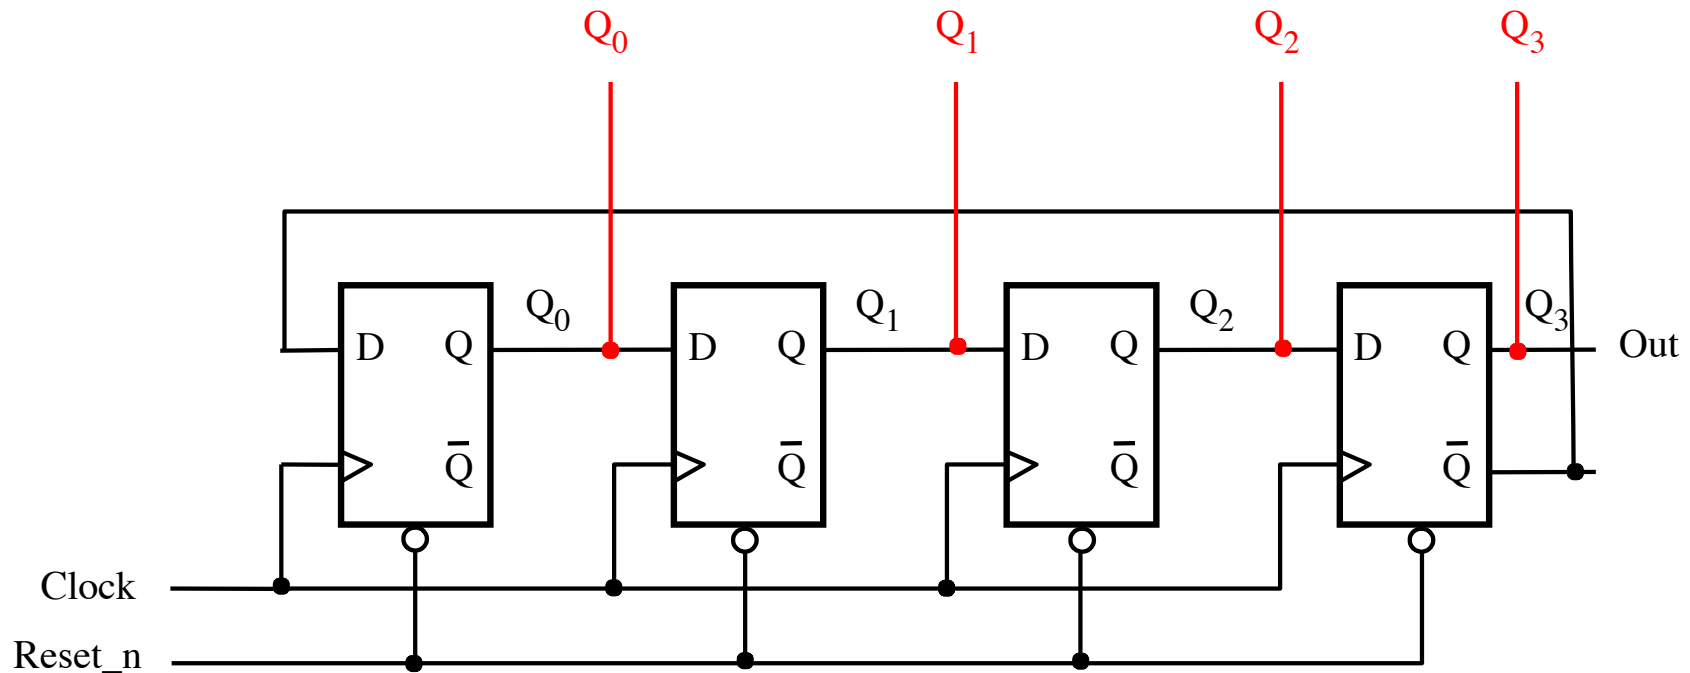 Q0 Q1 Q2 Q3
Q0 Q1 Q2 Q3
D Q D Q D Q D Q Out
Q̅ Q̅ Q̅ Q̅
Clock
Reset_n